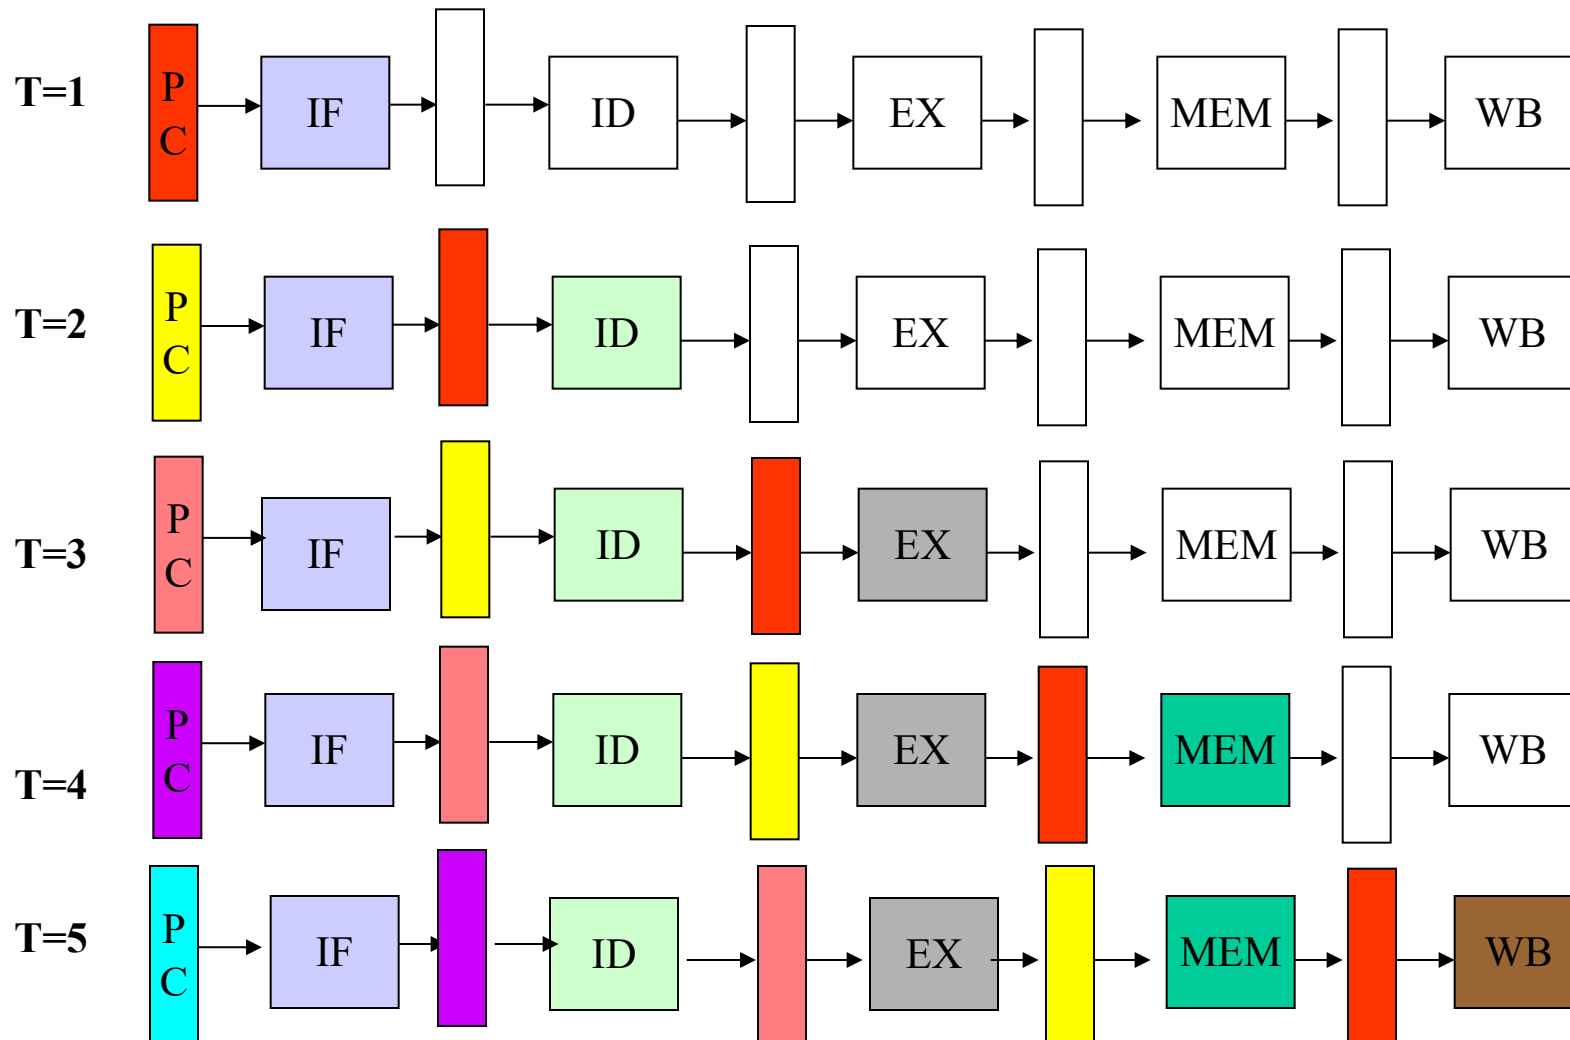 T=1 P C IF ID EX MEM WB
T=2 P C IF ID EX MEM WB
T=3 P C IF ID EX MEM WB
T=4 P C IF ID EX MEM WB
T=5 P C IF ID EX MEM WB